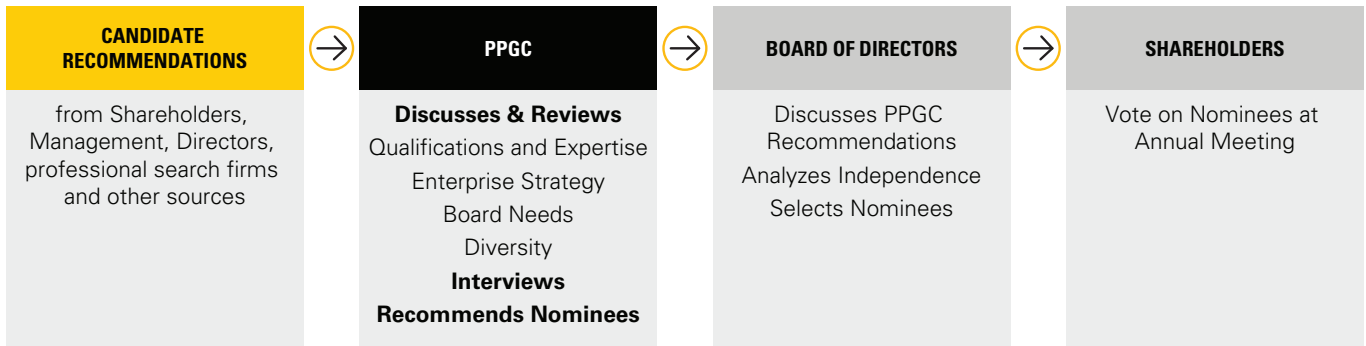 CANDIDATE
RECOMMENDATIONS
from Shareholders,
Management, Directors,
professional search firms
and other sources
PPGC
Discusses & Reviews
Qualifications and Expertise
Enterprise Strategy
Board Needs
Diversity
Interviews
Recommends Nominees
BOARD OF DIRECTORS
Discusses PPGC
Recommendations
Analyzes Independence
Selects Nominees
SHAREHOLDERS
Vote on Nominees at
Annual Meeting